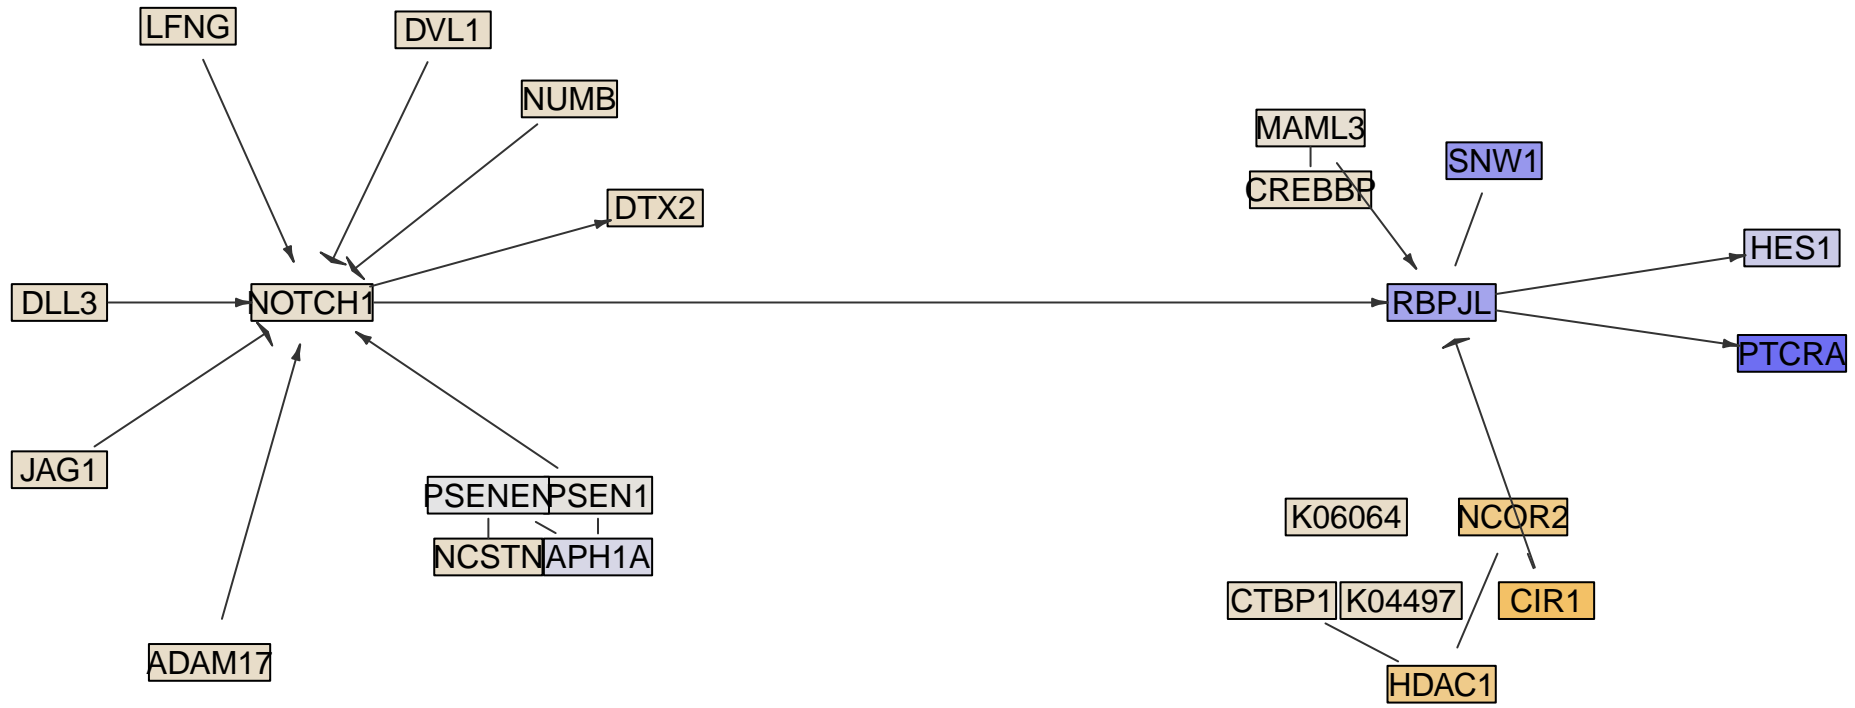 LFNG
DVL1
NUMB
MAML3
SNW1
CREBBP
DTX2
HES1
DLL3
NOTCH1
RBPJL
PTCRA
JAG1
PSENEN
PSEN1
K06064
NCOR2
NCSTN
APH1A
CTBP1
K04497
CIR1
ADAM17
HDAC1